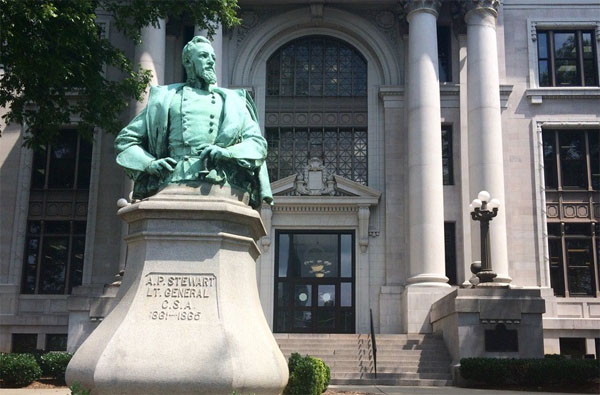 A.P. STEWART
LT. GENERAL
C.S.A
1861-1865